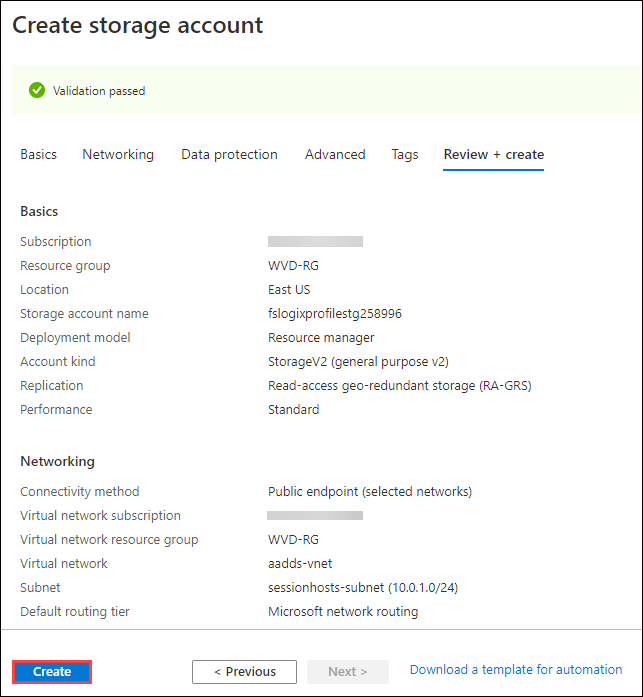 Create storage account
Validation passed
Basics Networking Data protection Advanced Tags Review + create
Basics
Subscription
Resource group WVD-RG
Location East US
Storage account name fslogixprofilestg258996
Deployment model Resource manager
Account kind StorageV2 (general purpose v2)
Replication Read-access geo-redundant storage (RA-GRS)
Performance Standard
Networking
Connectivity method Public endpoint (selected networks)
Virtual network subscription
Virtual network resource group WVD-RG
Virtual network aadds-vnet
Subnet sessionhosts-subnet (10.0.1.0/24)
Default routing tier Microsoft network routing
Create < Previous Next > Download a template for automation